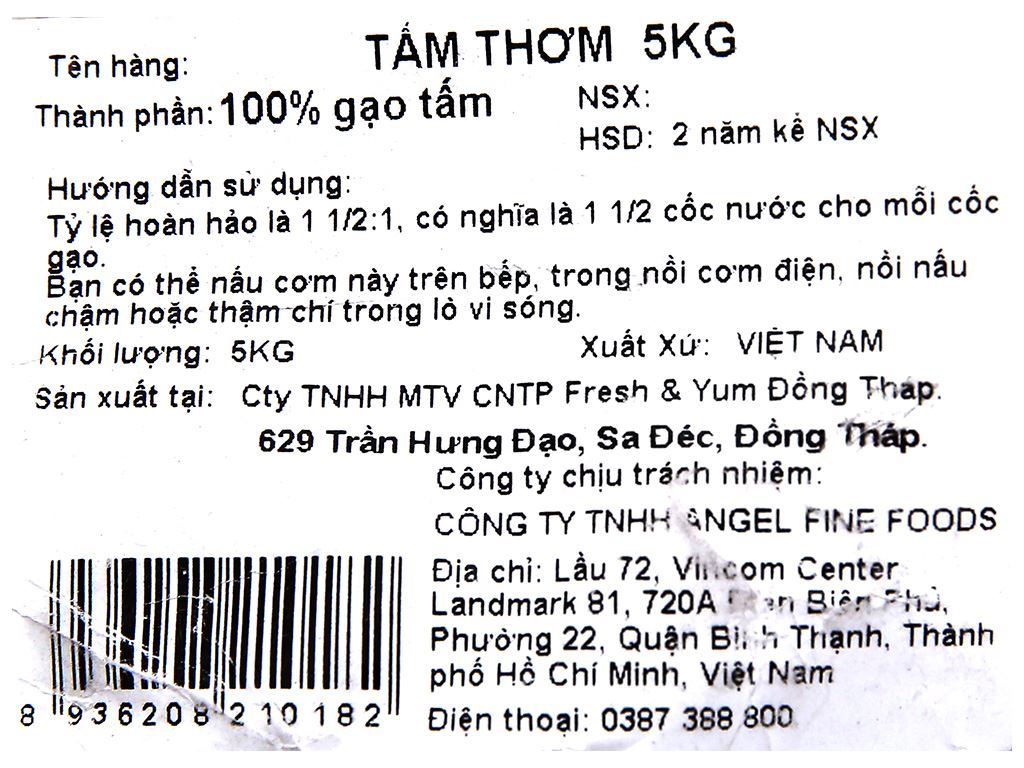 Tên hàng: TẤM THƠM 5KG
Thành phần: 100% gạo tấm
NSX:
HSD: 2 năm kể NSX
Hướng dẫn sử dụng:
Tỷ lệ hoàn hảo là 1 1/2:1, có nghĩa là 1 1/2 cốc nước cho mỗi cốc
gạo.
Bạn có thể nấu cơm này trên bếp, trong nồi cơm điện, nồi nấu
chậm hoặc thậm chí trong lò vi sóng.
Khối lượng: 5KG
Xuất Xứ: VIỆT NAM
Sản xuất tại: Cty TNHH MTV CNTP Fresh & Yum Đồng Tháp.
629 Trần Hưng Đạo, Sa Đéc, Đồng Tháp.
Công ty chịu trách nhiệm:
CÔNG TY TNHH ANGEL FINE FOODS
Địa chỉ: Lầu 72, Vincom Center
Landmark 81, 720A Biên Phủ,
Phường 22, Quận Bình Thạnh, Thành
phố Hồ Chí Minh, Việt Nam
Điện thoại: 0387 388 800
8 936208 210182